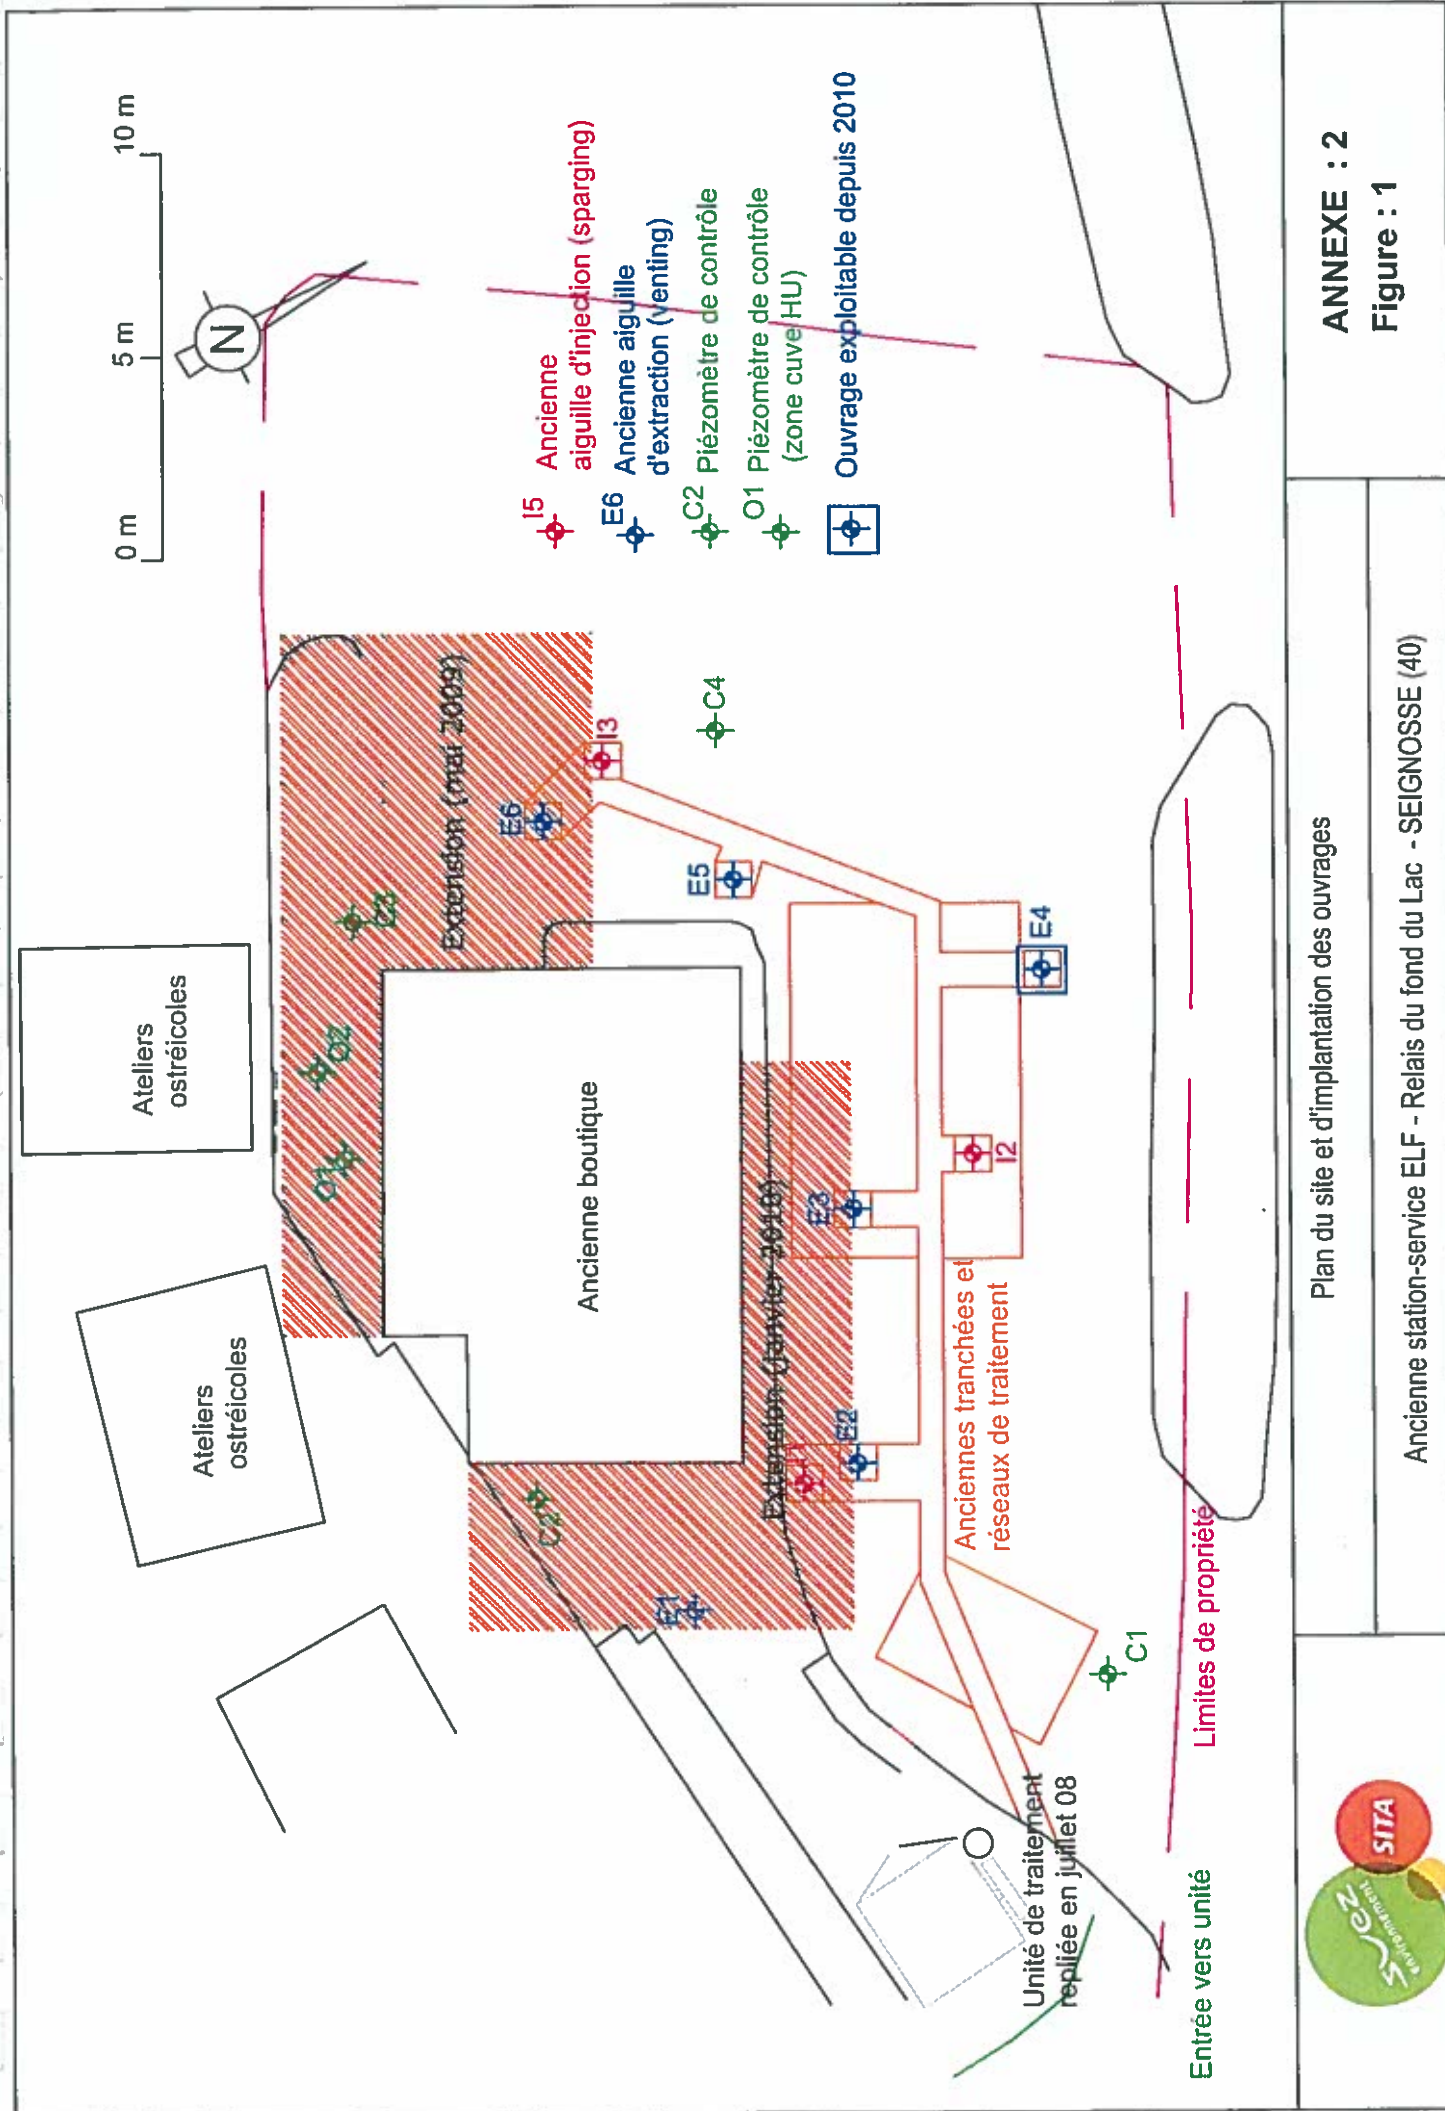 0 m
5 m
10 m
N
I5
Ancienne
aiguille d'injection (sparging)
E6
Ancienne aiguille
d'extraction (venting)
C2
Piézomètre de contrôle
O1
Piézomètre de contrôle
(zone cuve HU)
Ouvrage exploitable depuis 2010
Ateliers
ostréicoles
Ateliers
ostréicoles
Extension (mai 2009)
C3
O2
O1
E6
I3
C4
E5
E4
Ancienne boutique
I2
E3
Extension (Janvier 2010)
E2
I1
C2
E1
Anciennes tranchées et
réseaux de traitement
C1
Limites de propriété
Unité de traitement
repliée en juillet 08
Entrée vers unité
SUEZ
environnement
SITA
Plan du site et d'implantation des ouvrages
Ancienne station-service ELF - Relais du fond du Lac - SEIGNOSSE (40)
ANNEXE : 2
Figure : 1